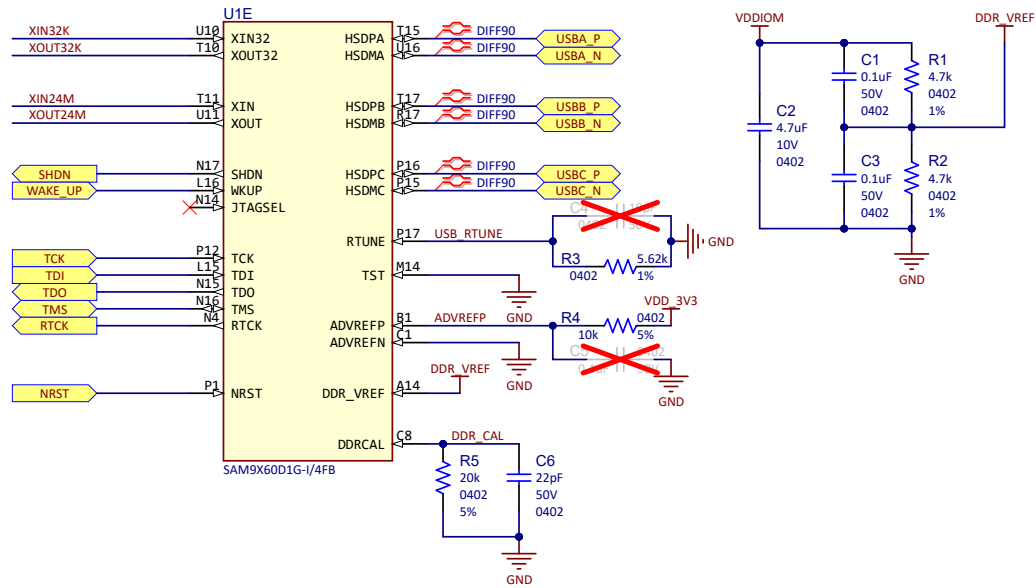 U1E
XIN32K U10 XIN32
XOUT32K T10 XOUT32
XIN24M T11 XIN
XOUT24M U11 XOUT
SHDN N17 SHDN
WAKE_UP L16 WKUP
N14 JTAGSEL
TCK P12 TCK
TDI L15 TDI
TDO N15 TDO
TMS N16 TMS
RTCK N4 RTCK
NRST P1 NRST
HSDPA T15 DIFF90 USBA_P
HSDMA U16 DIFF90 USBA_N
HSDPB T17 DIFF90 USBB_P
HSDMB R17 DIFF90 USBB_N
HSDPC P16 DIFF90 USBC_P
HSDMC P15 DIFF90 USBC_N
RTUNE P17 USB_RTUNE
GND
R3 5.62k
0402 1%
TST M14
GND
VDD_3V3
ADVREFP B1 ADVREFP R4 0402
10k 5%
ADVREFN C1
GND
GND
DDR_VREF
DDR_VREF A14
DDRCAL C8 DDR_CAL
SAM9X60D1G-I/4FB
R5
20k
0402
5%
C6
22pF
50V
0402
GND
VDDIOM
DDR_VREF
C1
0.1uF
50V
0402
R1
4.7k
0402
1%
C2
4.7uF
10V
0402
C3
0.1uF
50V
0402
R2
4.7k
0402
1%
GND